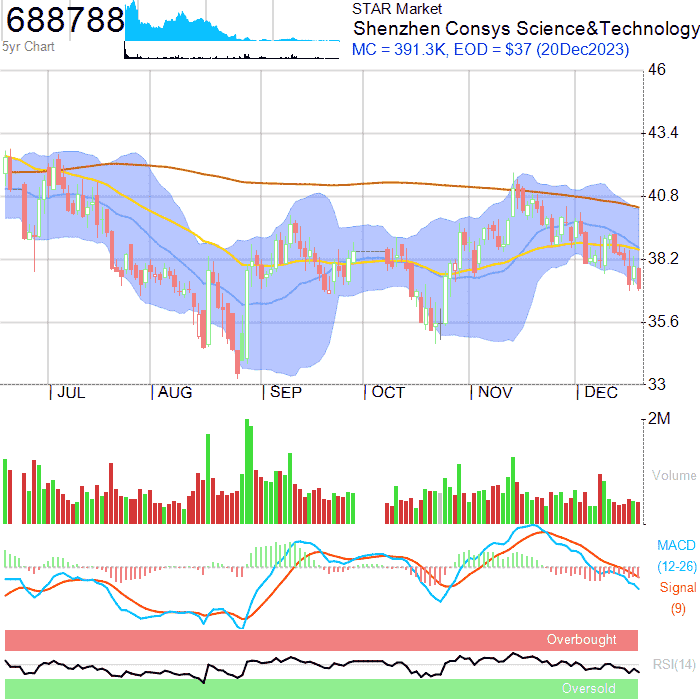 688788
5yr Chart
STAR Market
Shenzhen Consys Science&Technology
MC = 391.3K, EOD = $37 (20Dec2023)
46
43.4
40.8
38.2
35.6
33
JUL AUG SEP OCT NOV DEC
2M
Volume
MACD
(12-26)
Signal
(9)
Overbought
RSI(14)
Oversold